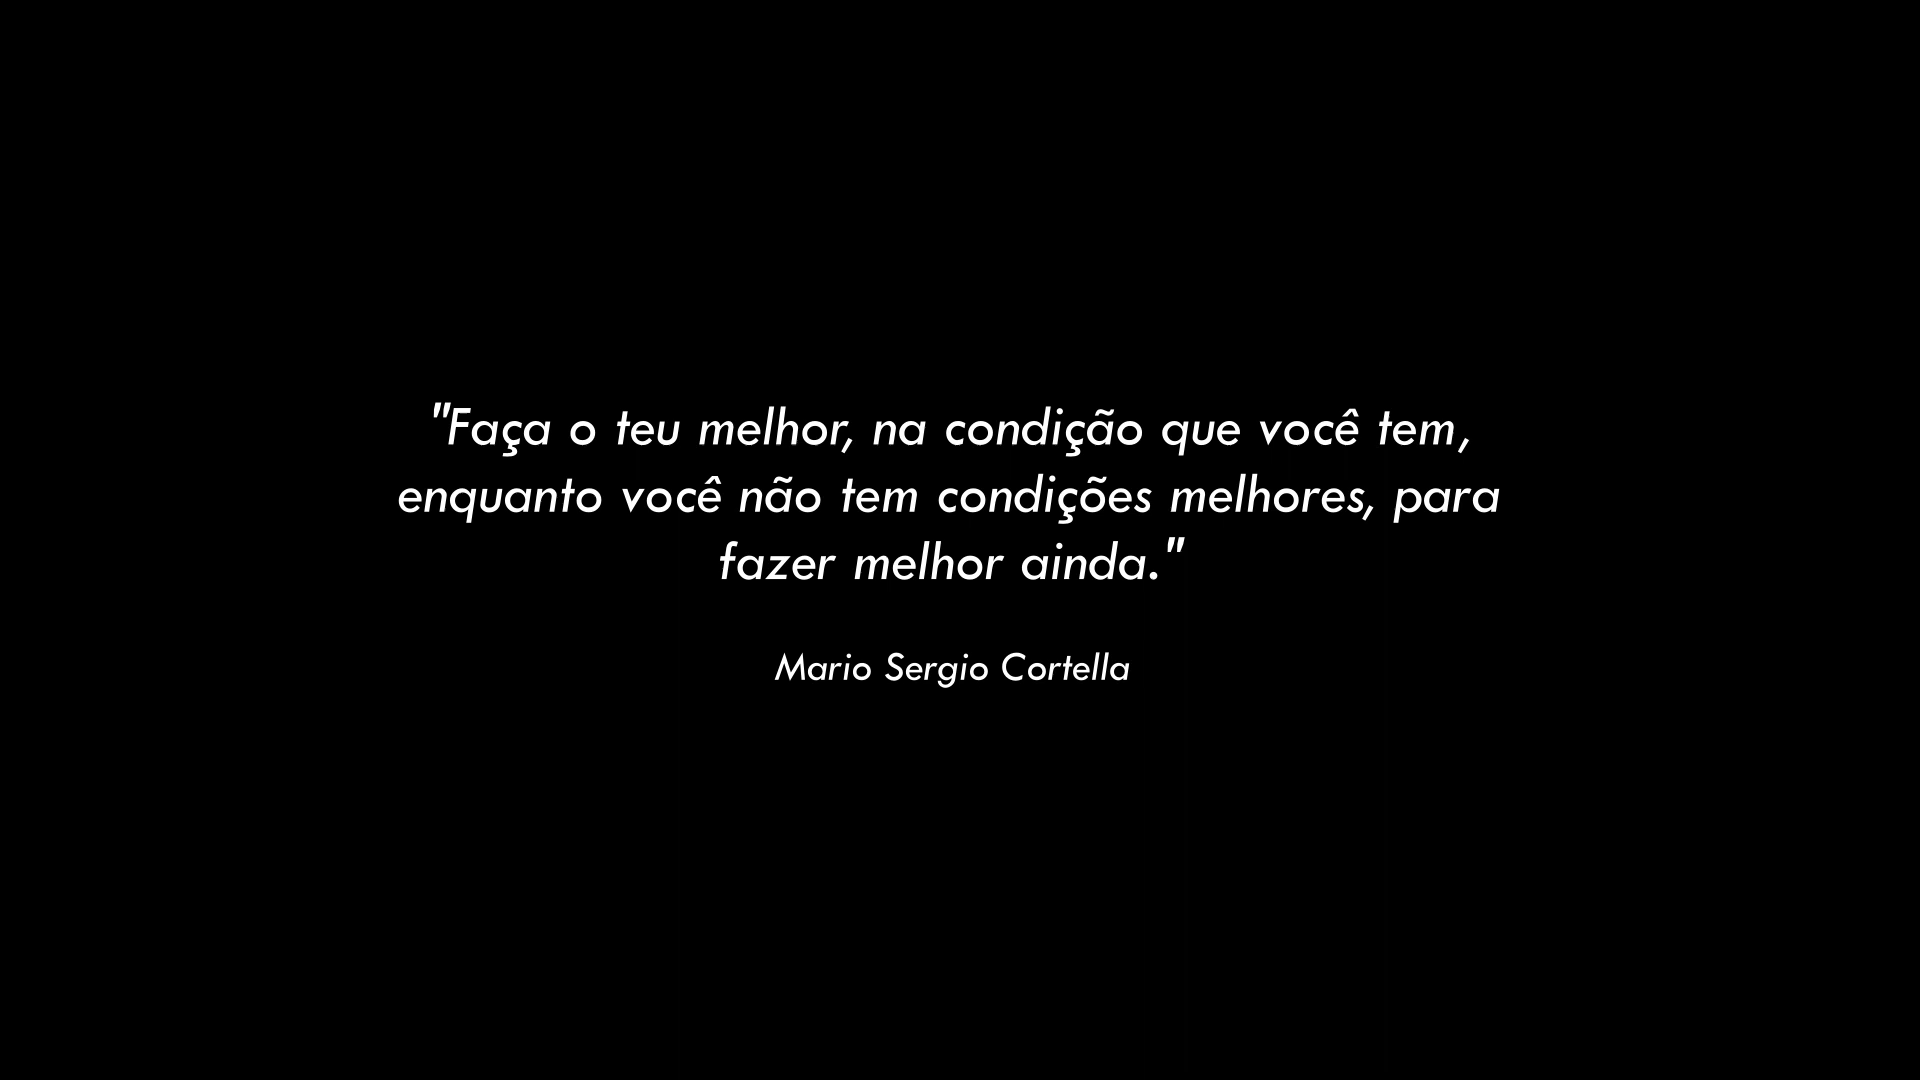 "Faça o teu melhor, na condição que você tem,
enquanto você não tem condições melhores, para
fazer melhor ainda."
Mario Sergio Cortella